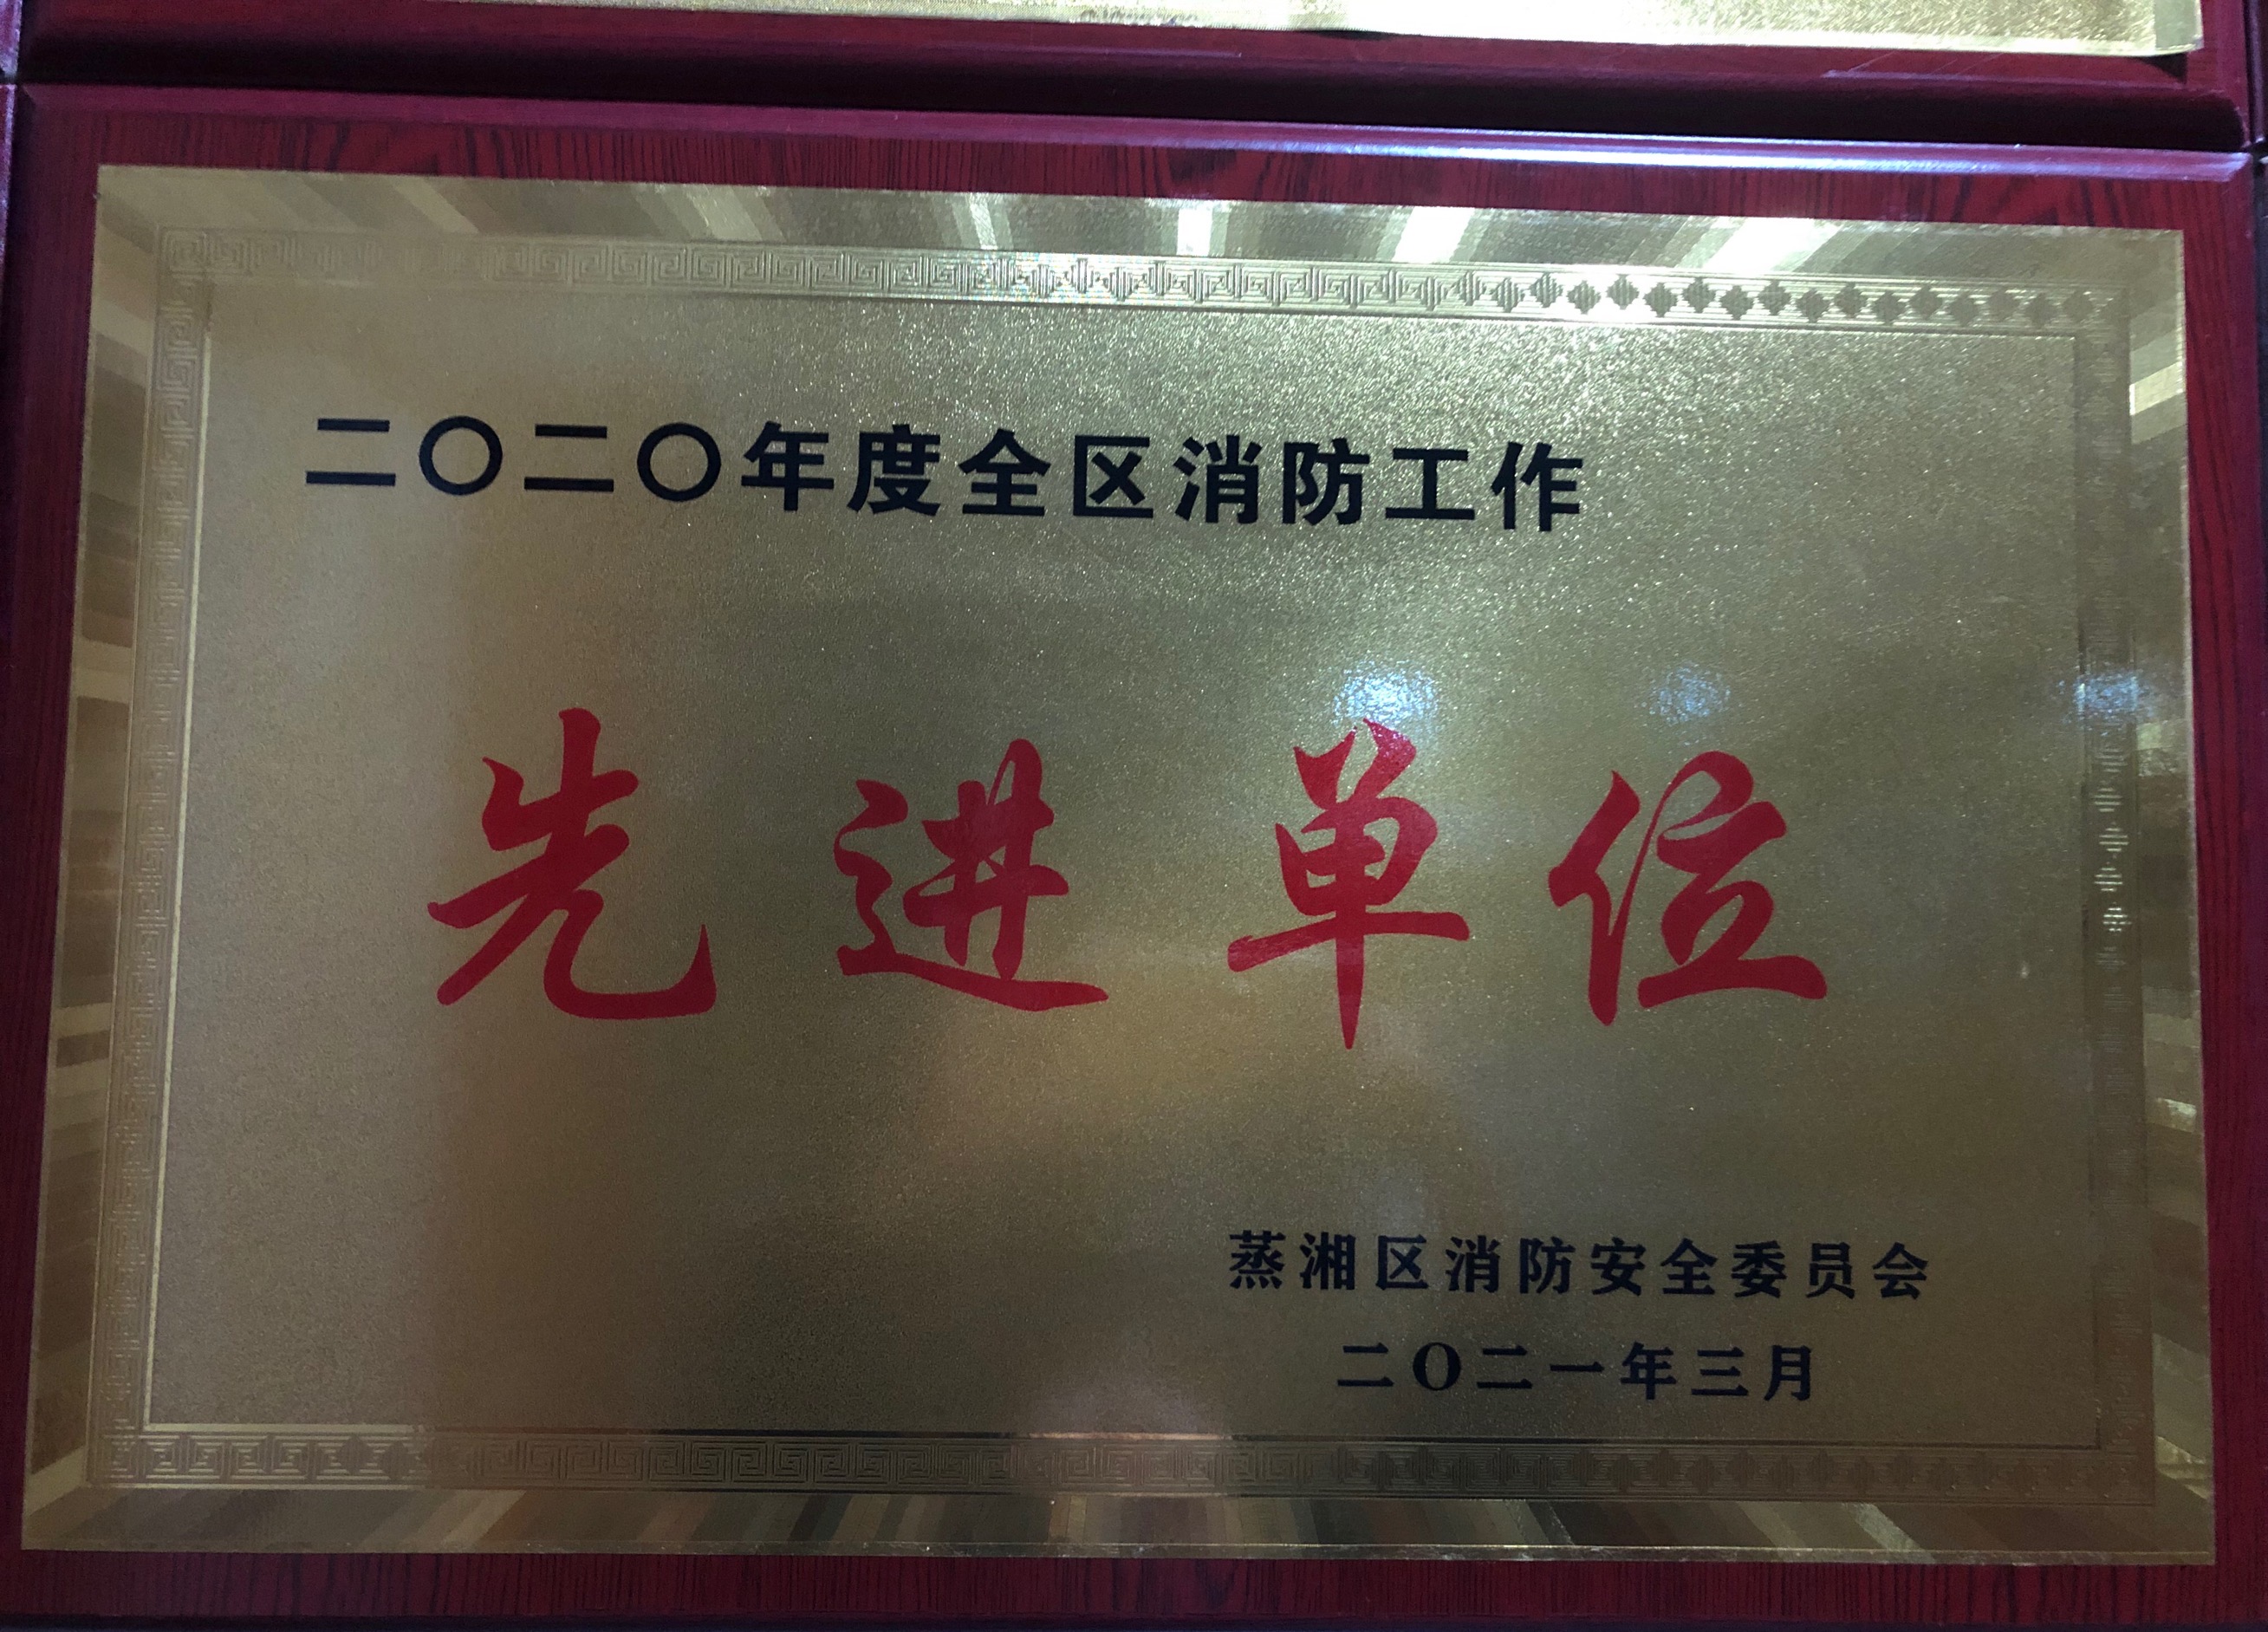 二〇二〇年度全区消防工作
先进单位
蒸湘区消防安全委员会
二〇二一年三月